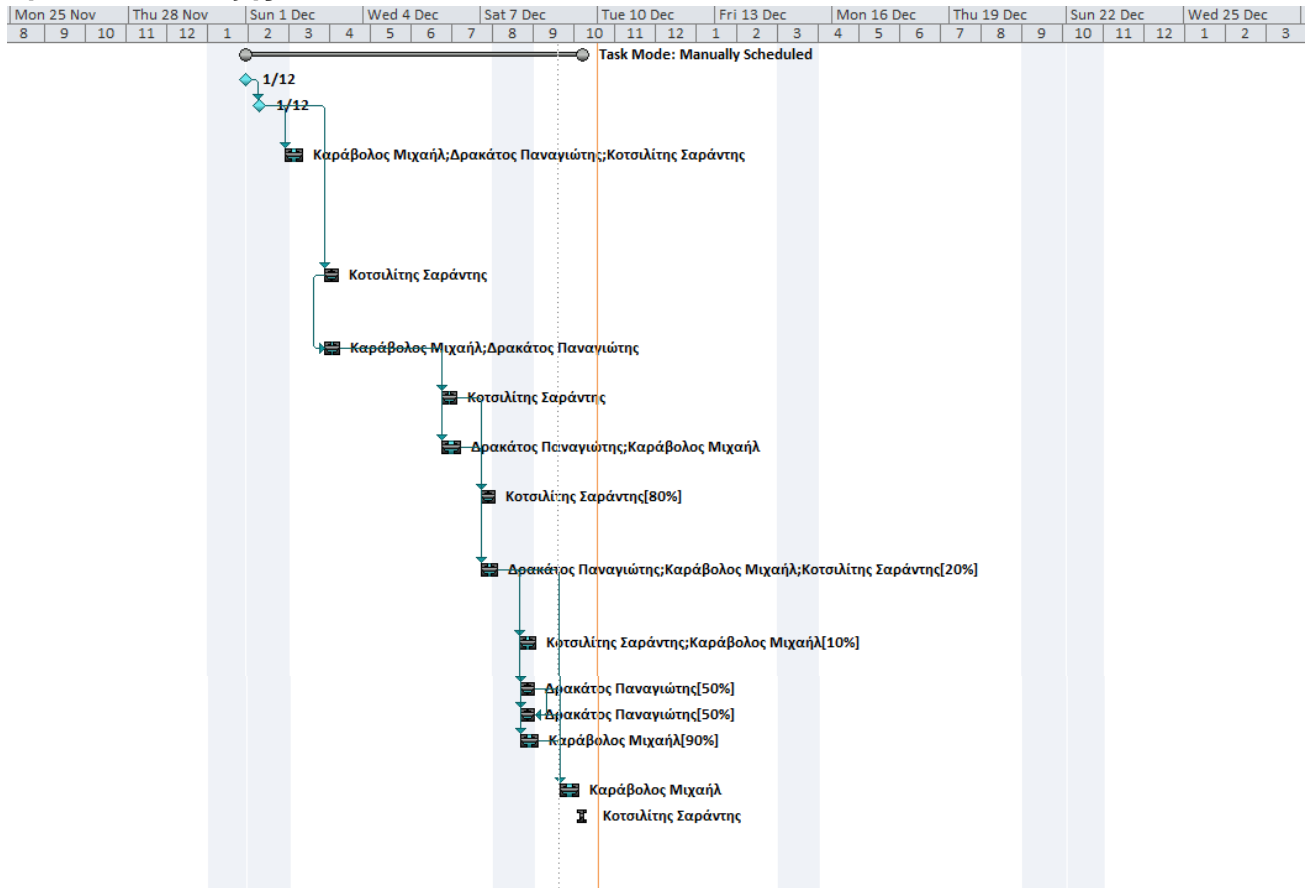 Mon 25 Nov Thu 28 Nov Sun 1 Dec Wed 4 Dec Sat 7 Dec Tue 10 Dec Fri 13 Dec Mon 16 Dec Thu 19 Dec Sun 22 Dec Wed 25 Dec
8 9 10 11 12 1 2 3 4 5 6 7 8 9 10 11 12 1 2 3 4 5 6 7 8 9 10 11 12 1 2 3
Task Mode: Manually Scheduled
1/12
1/12
Καράβολος Μιχαήλ;Δρακάτος Παναγιώτης;Κοτσιλίτης Σαράντης
Κοτσιλίτης Σαράντης
Καράβολος Μιχαήλ;Δρακάτος Παναγιώτης
Κοτσιλίτης Σαράντης
Δρακάτος Παναγιώτης;Καράβολος Μιχαήλ
Κοτσιλίτης Σαράντης[80%]
Δρακάτος Παναγιώτης;Καράβολος Μιχαήλ;Κοτσιλίτης Σαράντης[20%]
Κοτσιλίτης Σαράντης;Καράβολος Μιχαήλ[10%]
Δρακάτος Παναγιώτης[50%]
Δρακάτος Παναγιώτης[50%]
Καράβολος Μιχαήλ[90%]
Καράβολος Μιχαήλ
Κοτσιλίτης Σαράντης